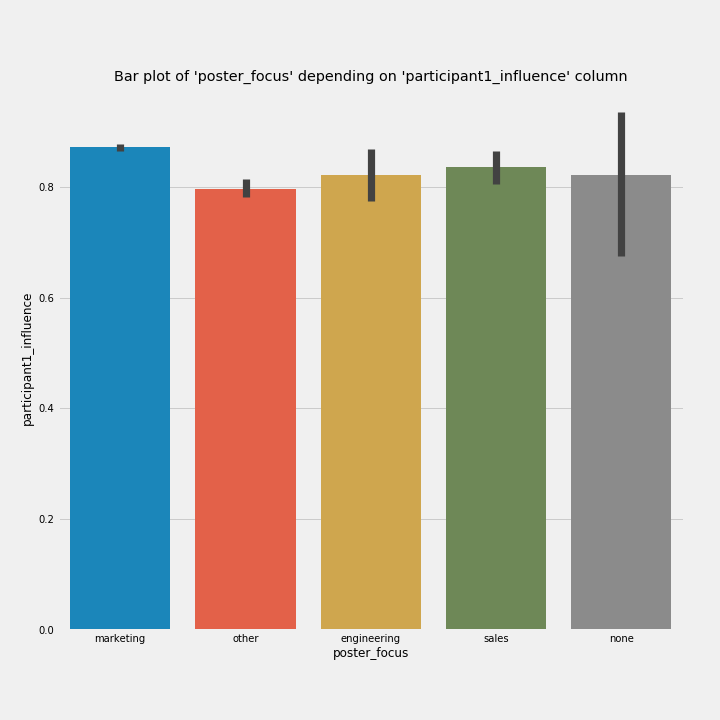 Bar plot of 'poster_focus' depending on 'participant1_influence' column
participant1_influence
0.8
0.6
0.4
0.2
0.0
marketing
other
engineering
sales
none
poster_focus